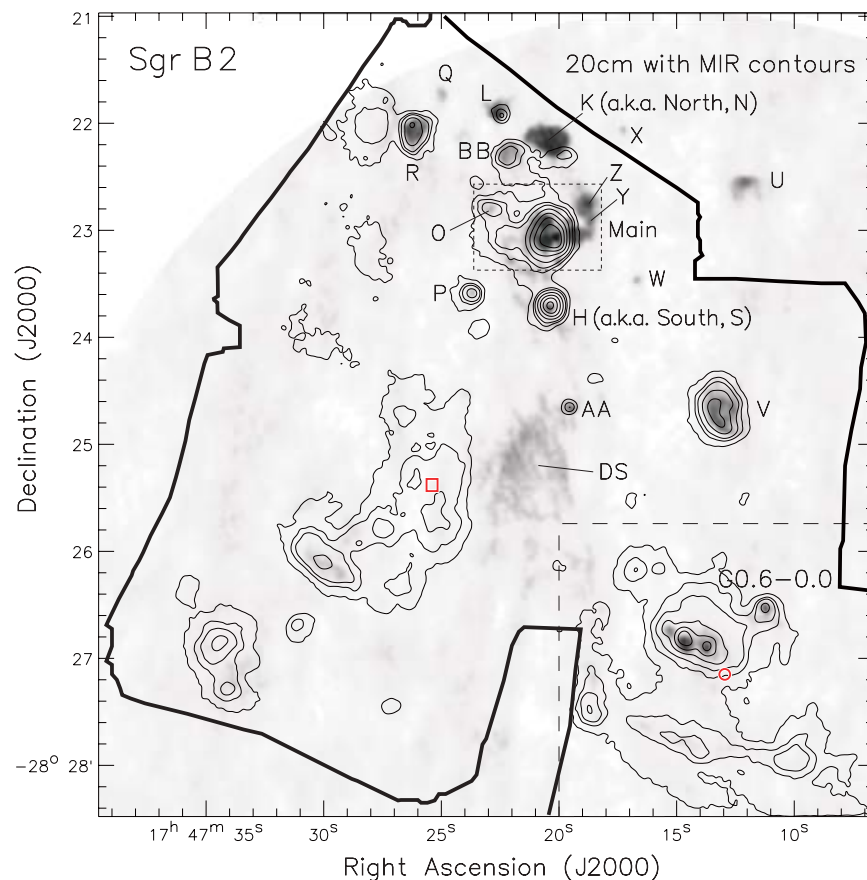 21
Sgr B2
Q
20cm with MIR contours
L
K (a.k.a. North, N)
22
X
BB
R
Z
U
Y
23
O
Main
W
P
H (a.k.a. South, S)
24
AA
V
25
DS
26
G0.6-0.0
27
-28° 28'
17ʰ 47ᵐ 35ˢ
30ˢ
25ˢ
20ˢ
15ˢ
10ˢ
Right Ascension (J2000)
Declination (J2000)